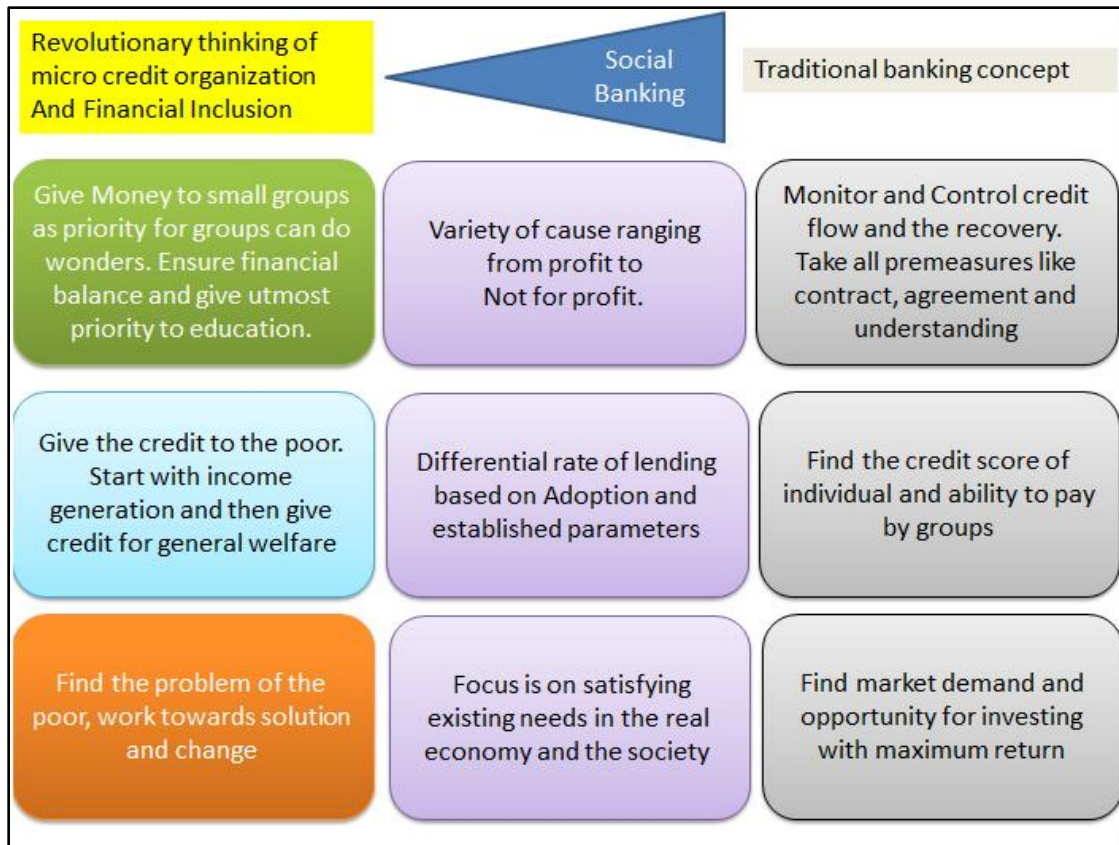 Revolutionary thinking of
micro credit organization
And Financial Inclusion
Social
Banking
Traditional banking concept
Give Money to small groups
as priority for groups can do
wonders. Ensure financial
balance and give utmost
priority to education.
Variety of cause ranging
from profit to
Not for profit.
Monitor and Control credit
flow and the recovery.
Take all premeasures like
contract, agreement and
understanding
Give the credit to the poor.
Start with income
generation and then give
credit for general welfare
Differential rate of lending
based on Adoption and
established parameters
Find the credit score of
individual and ability to pay
by groups
Find the problem of the
poor, work towards solution
and change
Focus is on satisfying
existing needs in the real
economy and the society
Find market demand and
opportunity for investing
with maximum return